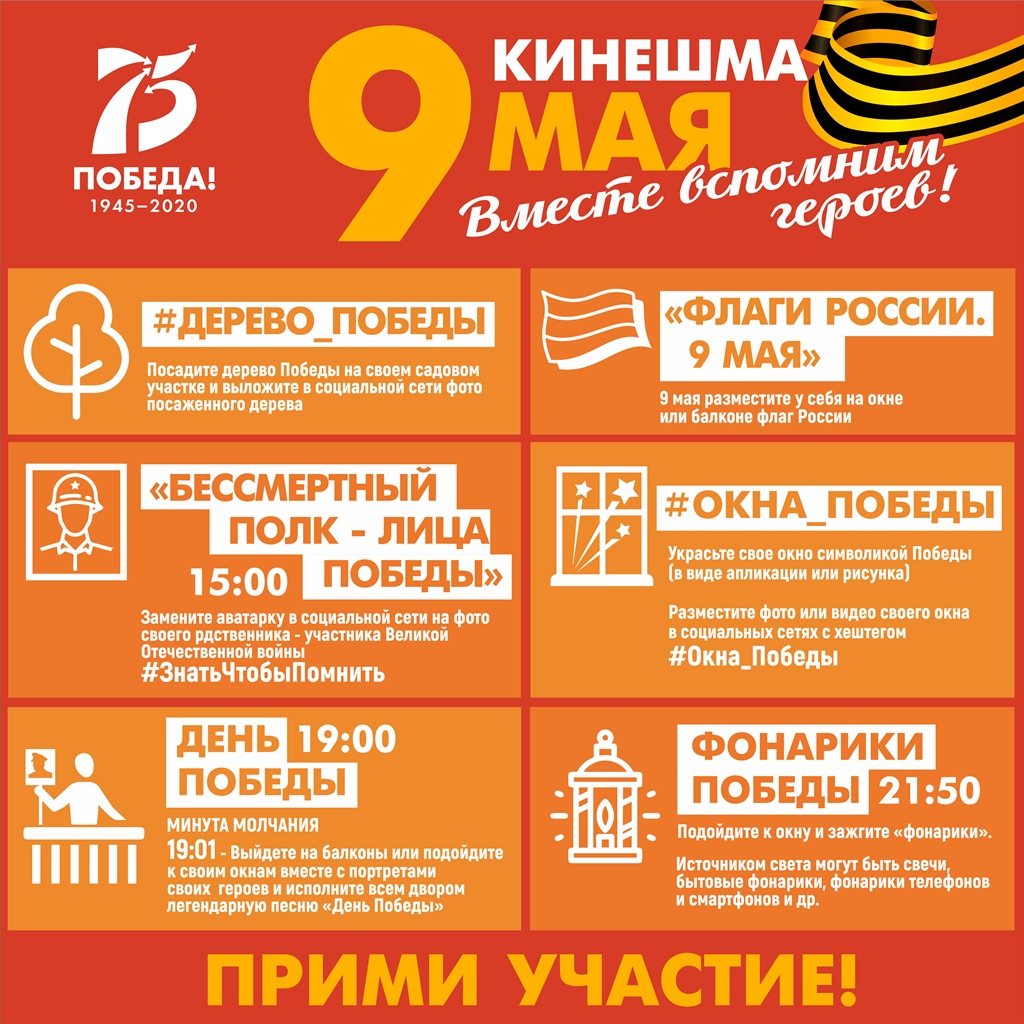 75
ПОБЕДА!
1945–2020
9
КИНЕШМА
МАЯ
Вместе вспомним
героев!
#ДЕРЕВО_ПОБЕДЫ
Посадите дерево Победы на своем садовом
участке и выложите в социальной сети фото
посаженного дерева
«ФЛАГИ РОССИИ.
9 МАЯ»
9 мая разместите у себя на окне
или балконе флаг России
«БЕССМЕРТНЫЙ
ПОЛК - ЛИЦА
15:00 ПОБЕДЫ»
Замените аватарку в социальной сети на фото
своего рдственника - участника Великой
Отечественной войны
#ЗнатьЧтобыПомнить
#ОКНА_ПОБЕДЫ
Украсьте свое окно символикой Победы
(в виде апликации или рисунка)
Разместите фото или видео своего окна
в социальных сетях с хештегом
#Окна_Победы
ДЕНЬ 19:00
ПОБЕДЫ
МИНУТА МОЛЧАНИЯ
19:01 - Выйдете на балконы или подойдите
к своим окнам вместе с портретами
своих героев и исполните всем двором
легендарную песню «День Победы»
ФОНАРИКИ
ПОБЕДЫ 21:50
Подойдите к окну и зажгите «фонарики».
Источником света могут быть свечи,
бытовые фонарики, фонарики телефонов
и смартфонов и др.
ПРИМИ УЧАСТИЕ!